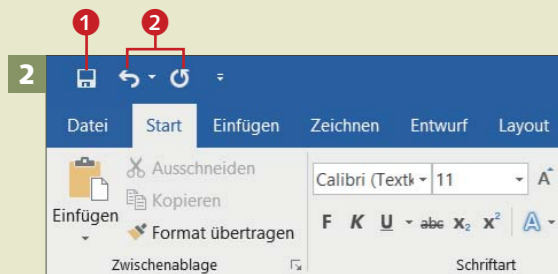 1 2
2
Datei Start Einfügen Zeichnen Entwurf Layout
Ausschneiden
Calibri (Textk 11 A
Kopieren
Einfügen
F K U abc X₂ X² A
Format übertragen
Zwischenablage Schriftart